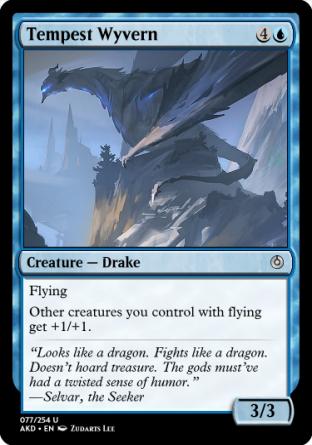 Tempest Wyvern 4
Creature — Drake
Flying
Other creatures you control with flying
get +1/+1.
“Looks like a dragon. Fights like a dragon.
Doesn't hoard treasure. The gods must've
had a twisted sense of humor.”
—Selvar, the Seeker
3/3
077/254 U
AKD • EN Zudarts Lee